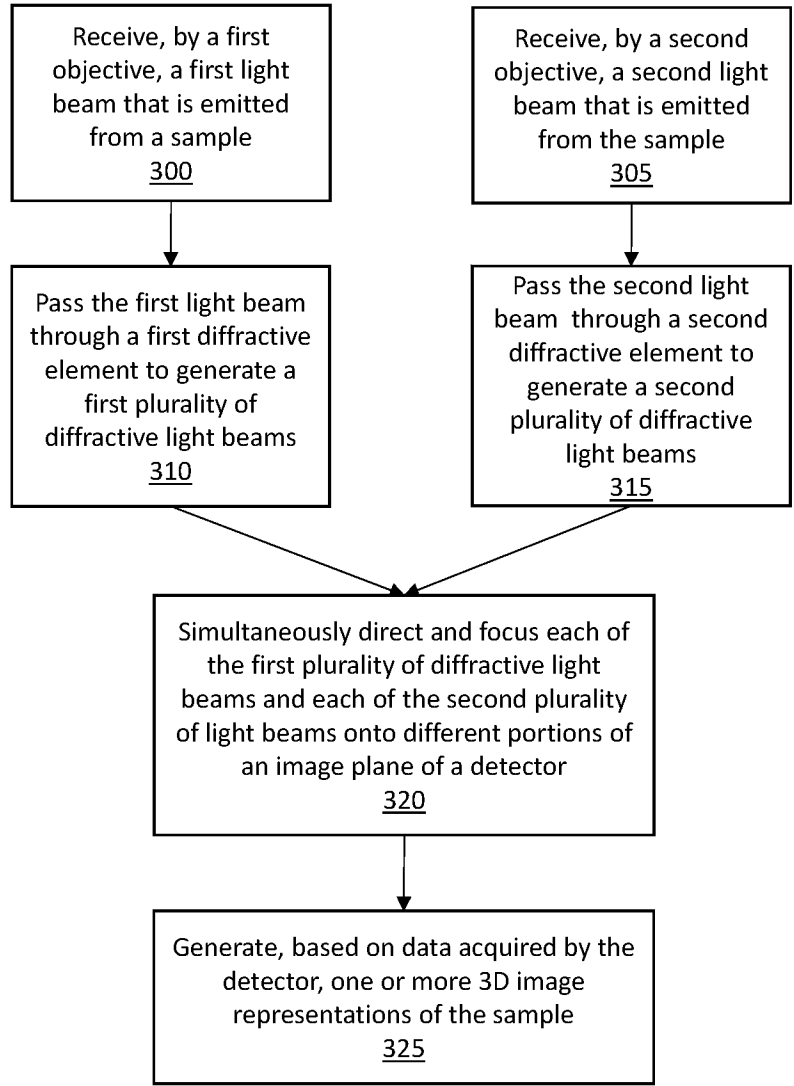 Receive, by a first
objective, a first light
beam that is emitted
from a sample
300
Receive, by a second
objective, a second light
beam that is emitted
from the sample
305
Pass the first light beam
through a first diffractive
element to generate a
first plurality of
diffractive light beams
310
Pass the second light
beam through a second
diffractive element to
generate a second
plurality of diffractive
light beams
315
Simultaneously direct and focus each of
the first plurality of diffractive light
beams and each of the second plurality
of light beams onto different portions of
an image plane of a detector
320
Generate, based on data acquired by the
detector, one or more 3D image
representations of the sample
325